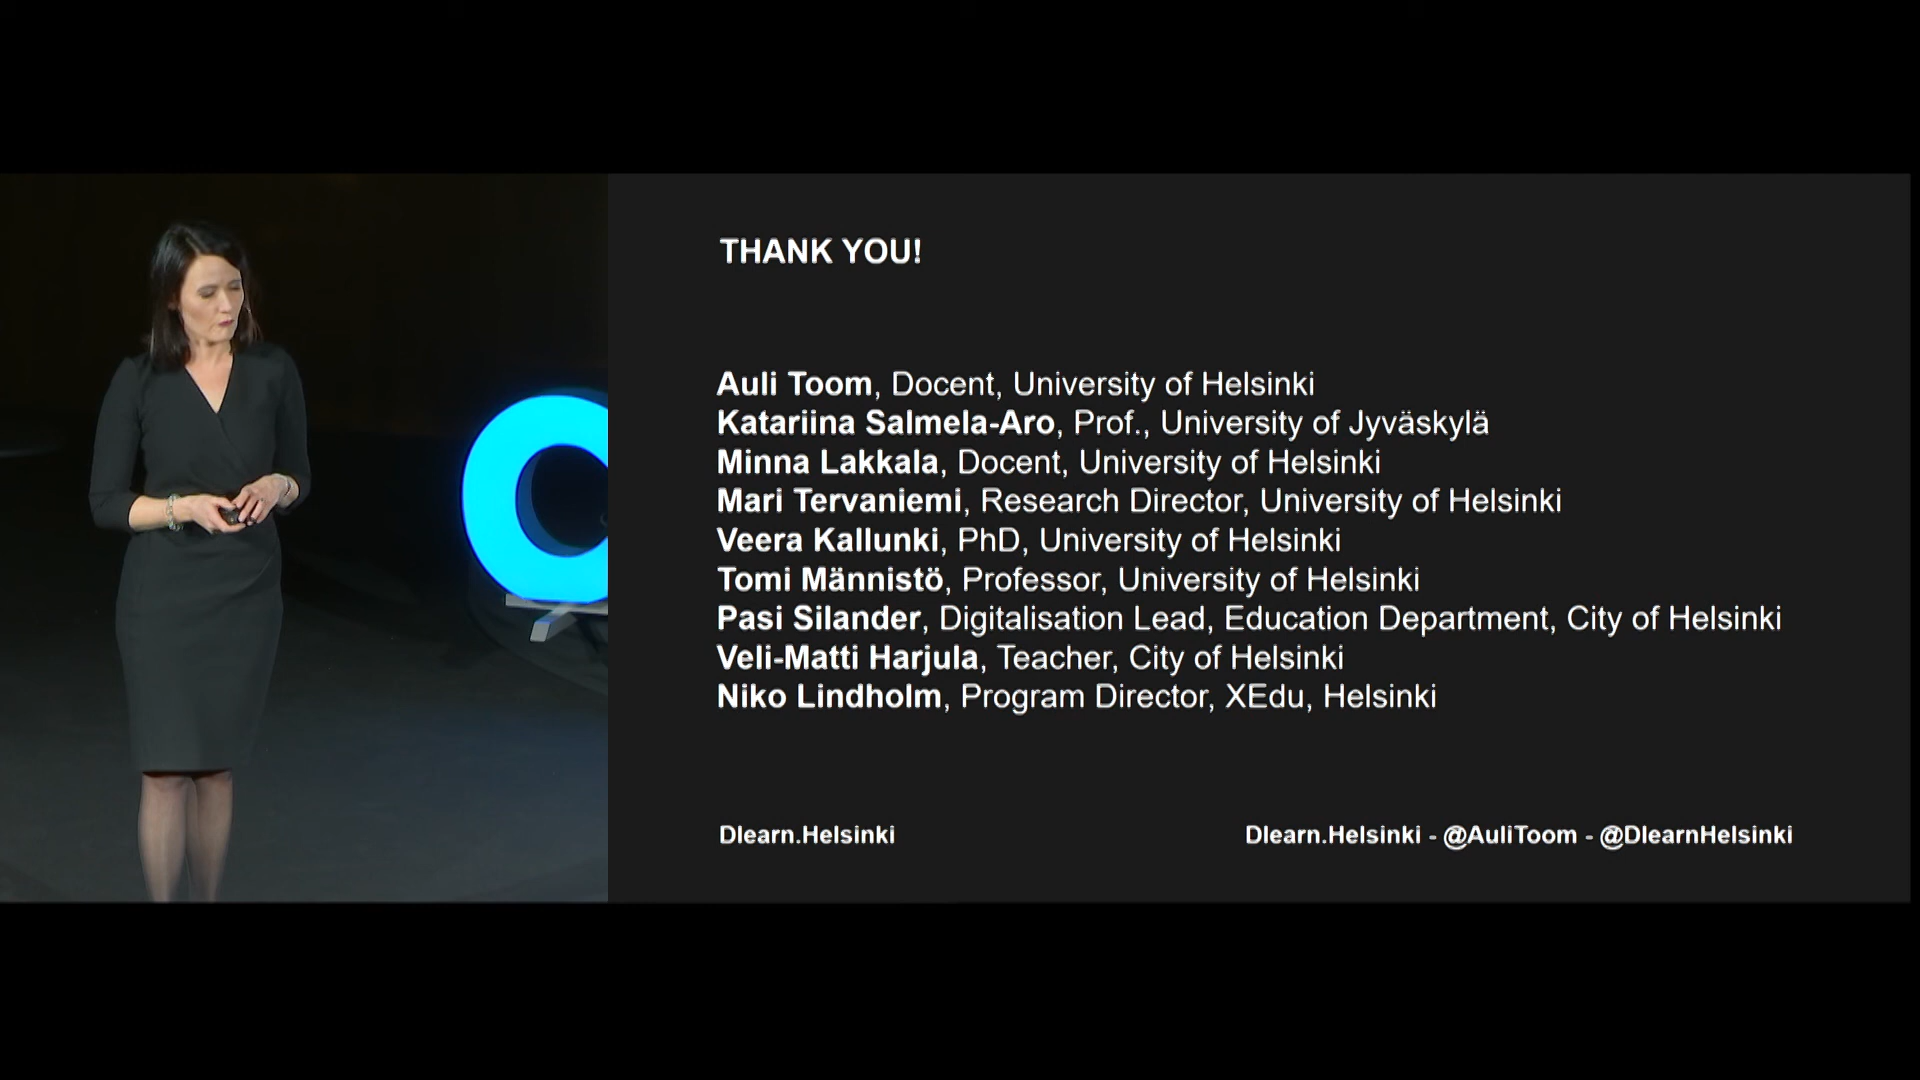 THANK YOU!
Auli Toom, Docent, University of Helsinki
Katariina Salmela-Aro, Prof., University of Jyväskylä
Minna Lakkala, Docent, University of Helsinki
Mari Tervaniemi, Research Director, University of Helsinki
Veera Kallunki, PhD, University of Helsinki
Tomi Männistö, Professor, University of Helsinki
Pasi Silander, Digitalisation Lead, Education Department, City of Helsinki
Veli-Matti Harjula, Teacher, City of Helsinki
Niko Lindholm, Program Director, XEdu, Helsinki
Dlearn.Helsinki
Dlearn.Helsinki - @AuliToom - @DlearnHelsinki